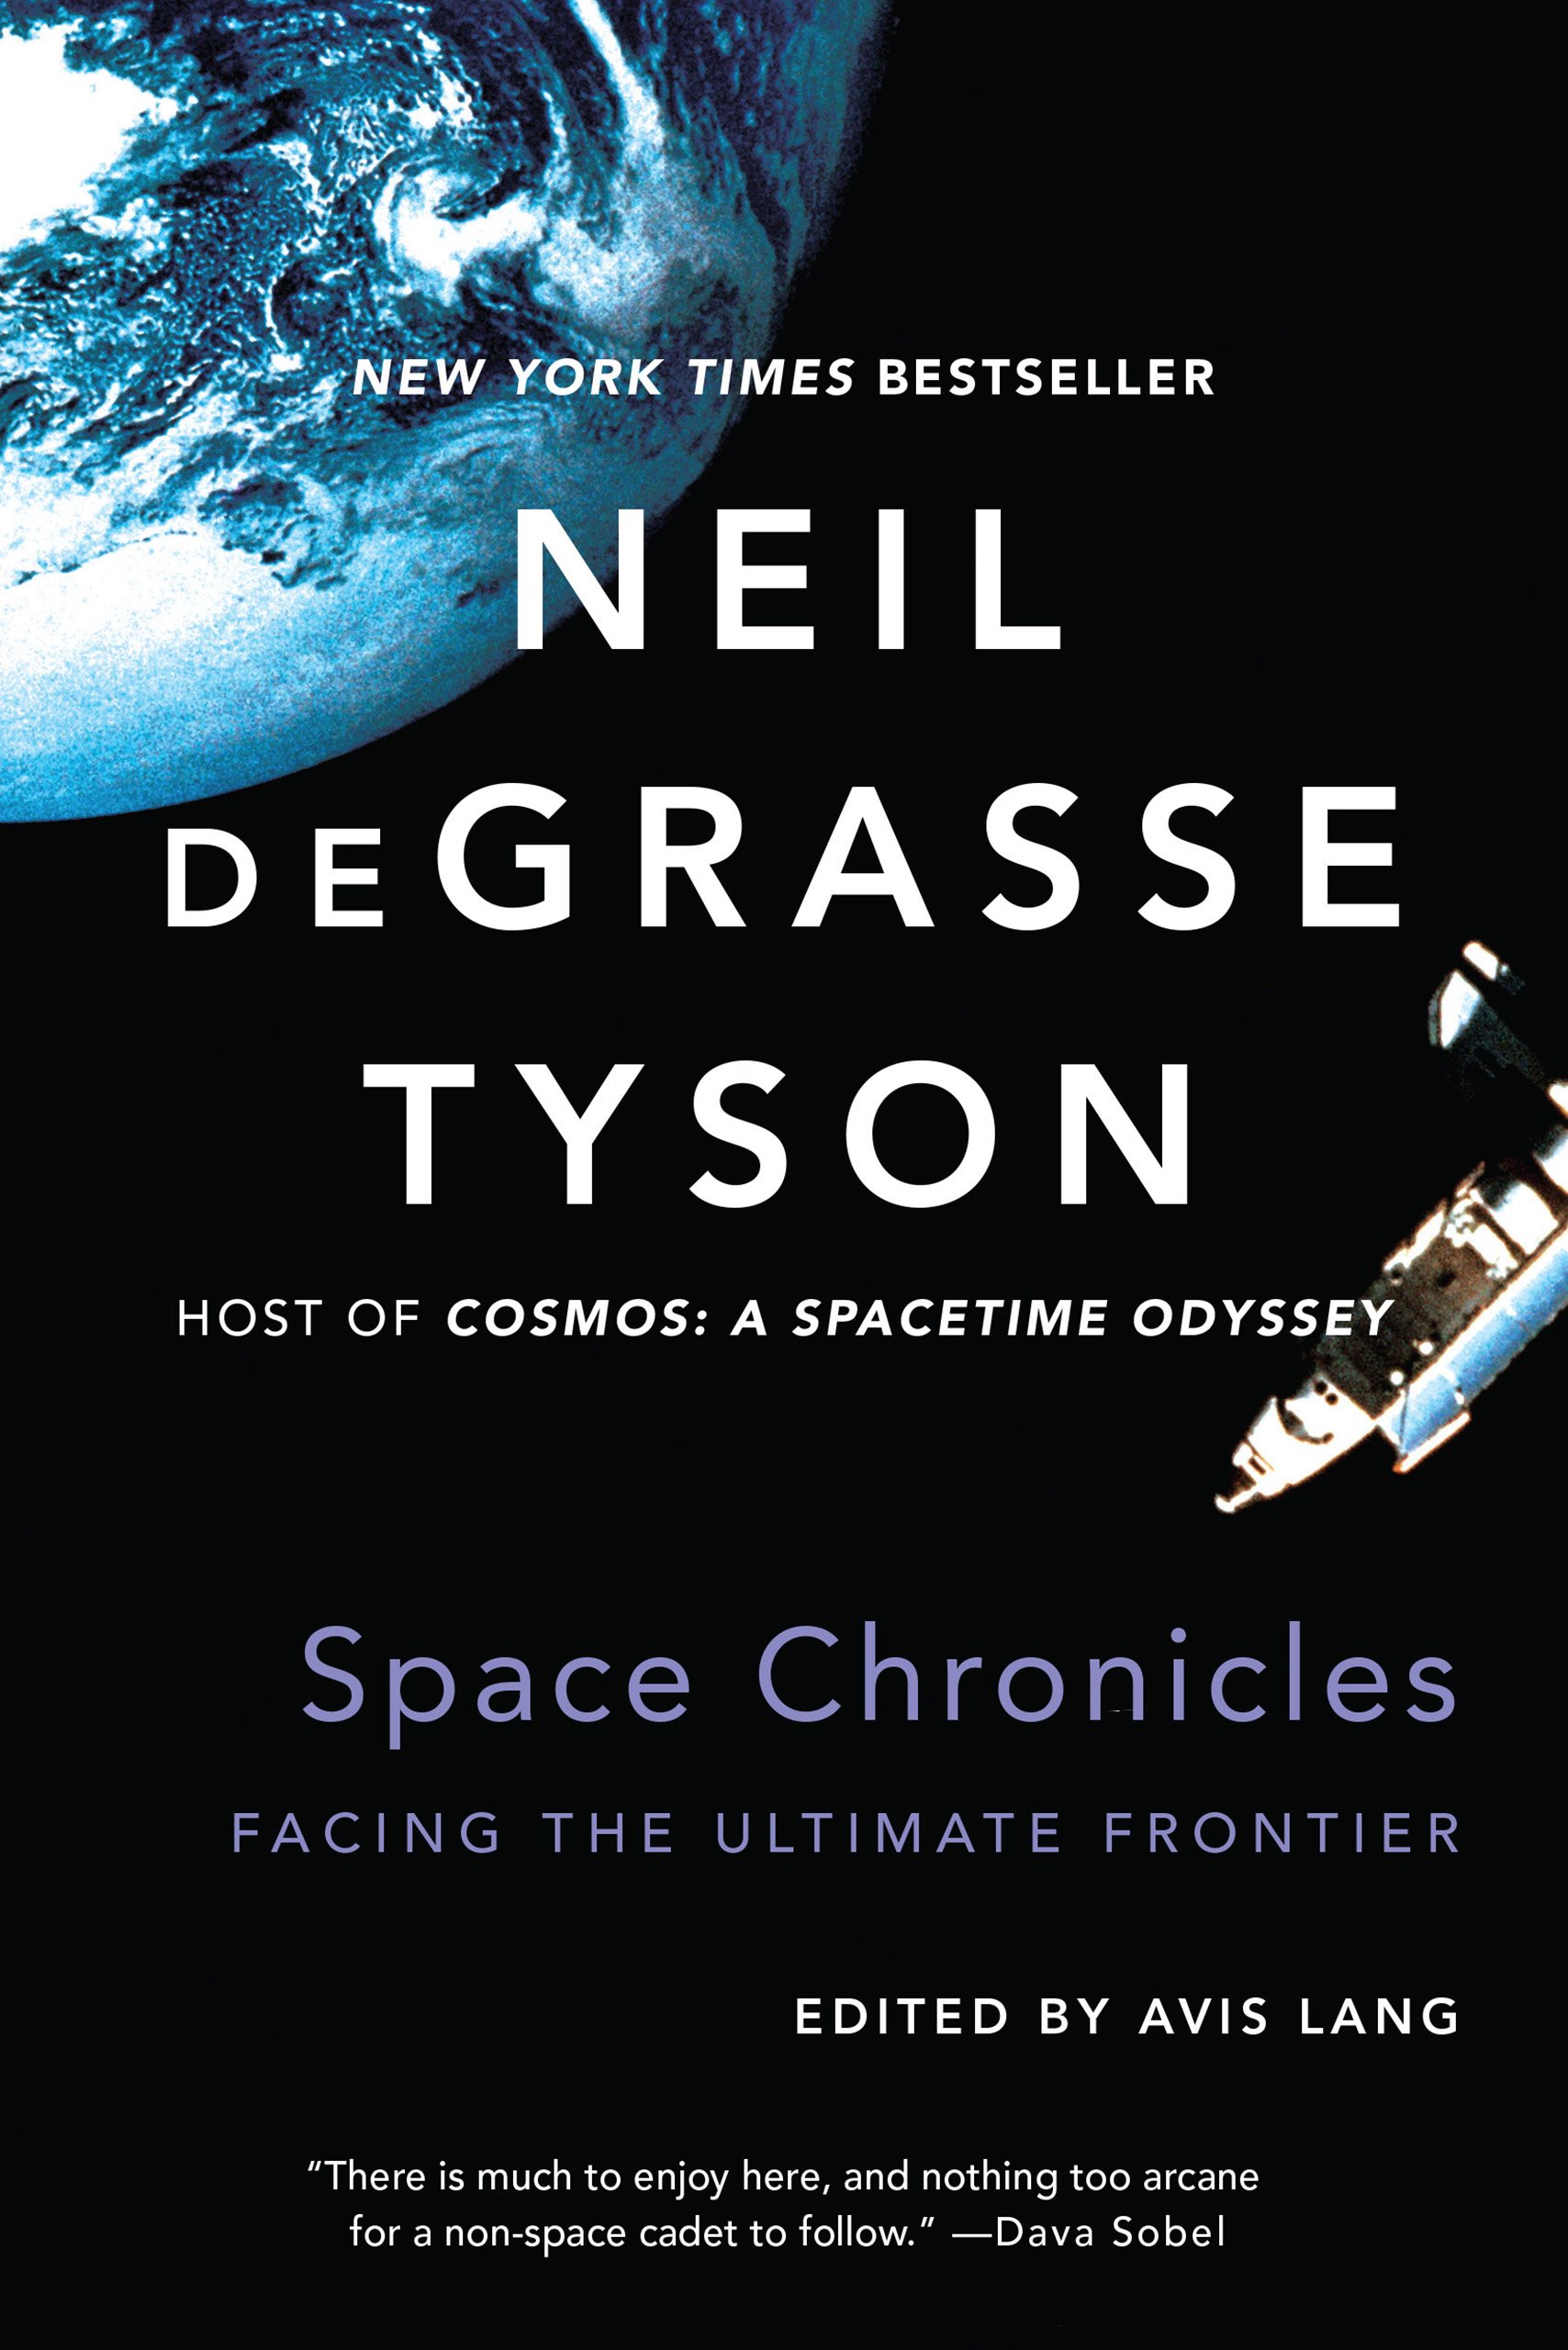 NEW YORK TIMES BESTSELLER
NEIL
DEGRASSE
TYSON
HOST OF COSMOS: A SPACETIME ODYSSEY
Space Chronicles
FACING THE ULTIMATE FRONTIER
EDITED BY AVIS LANG
“There is much to enjoy here, and nothing too arcane
for a non-space cadet to follow.” —Dava Sobel